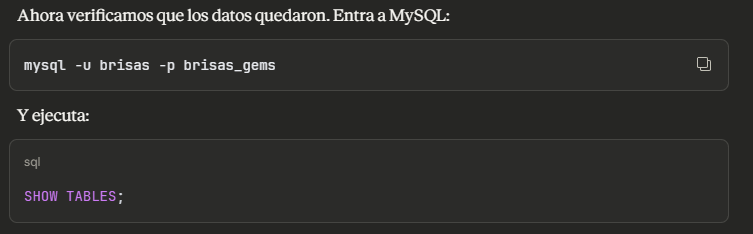 Ahora verificamos que los datos quedaron. Entra a MySQL:
mysql -u brisas -p brisas_gems
Y ejecuta:
sql
SHOW TABLES;